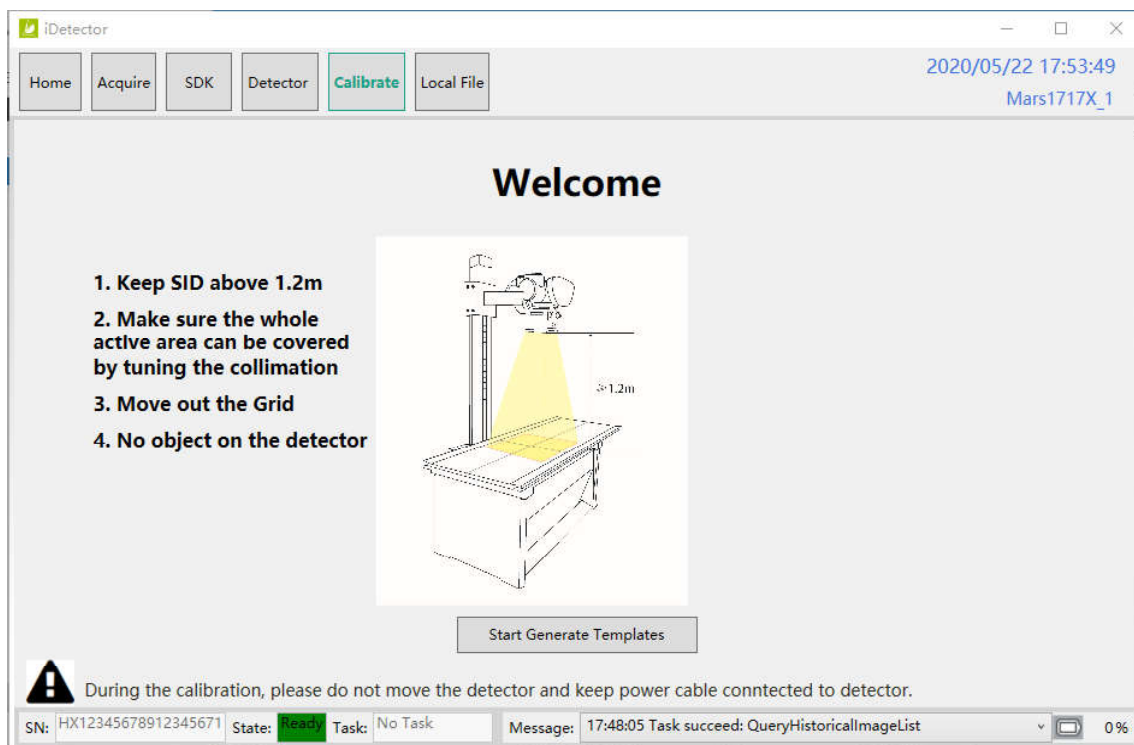 iDetector
Home Acquire SDK Detector Calibrate Local File
2020/05/22 17:53:49
Mars1717X_1
Welcome
1. Keep SID above 1.2m
2. Make sure the whole
active area can be covered
by tuning the collimation
3. Move out the Grid
4. No object on the detector
≥1.2m
Start Generate Templates
During the calibration, please do not move the detector and keep power cable conntected to detector.
SN: HX12345678912345671 State: Ready Task: No Task Message: 17:48:05 Task succeed: QueryHistoricalImageList 0%